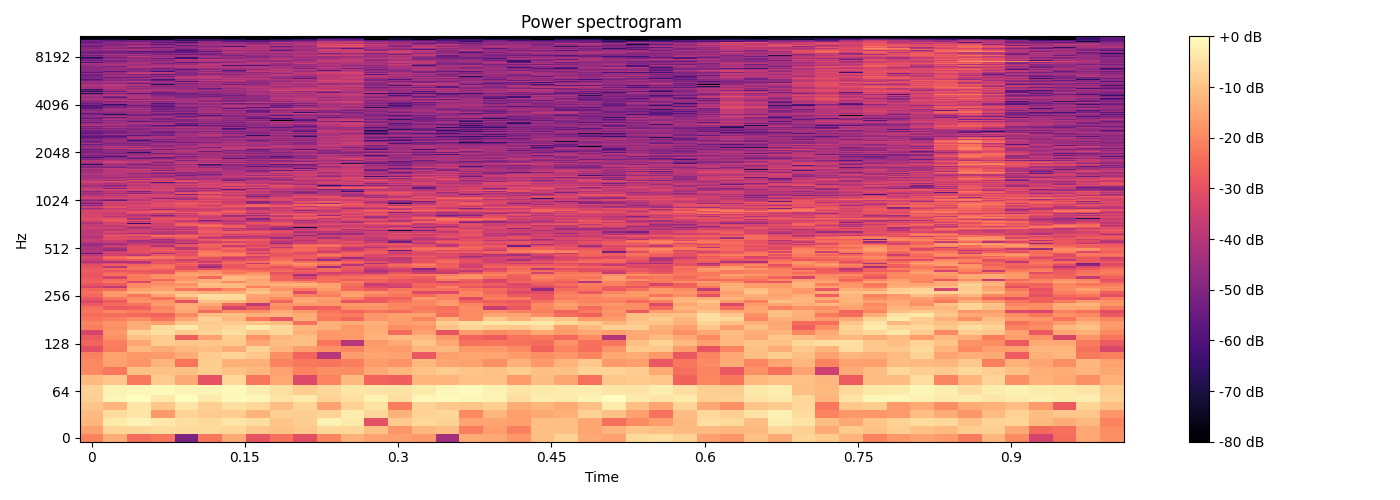 Power spectrogram
8192
4096
2048
1024
512
256
128
64
0
Hz
0
0.15
0.3
0.45
0.6
0.75
0.9
Time
+0 dB
-10 dB
-20 dB
-30 dB
-40 dB
-50 dB
-60 dB
-70 dB
-80 dB